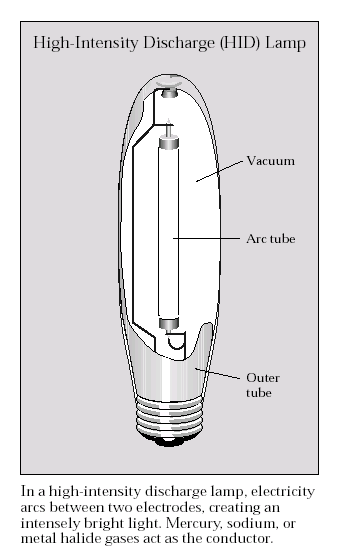 High-Intensity Discharge (HID) Lamp
Vacuum
Arc tube
Outer
tube
In a high-intensity discharge lamp, electricity
arcs between two electrodes, creating an
intensely bright light. Mercury, sodium, or
metal halide gases act as the conductor.